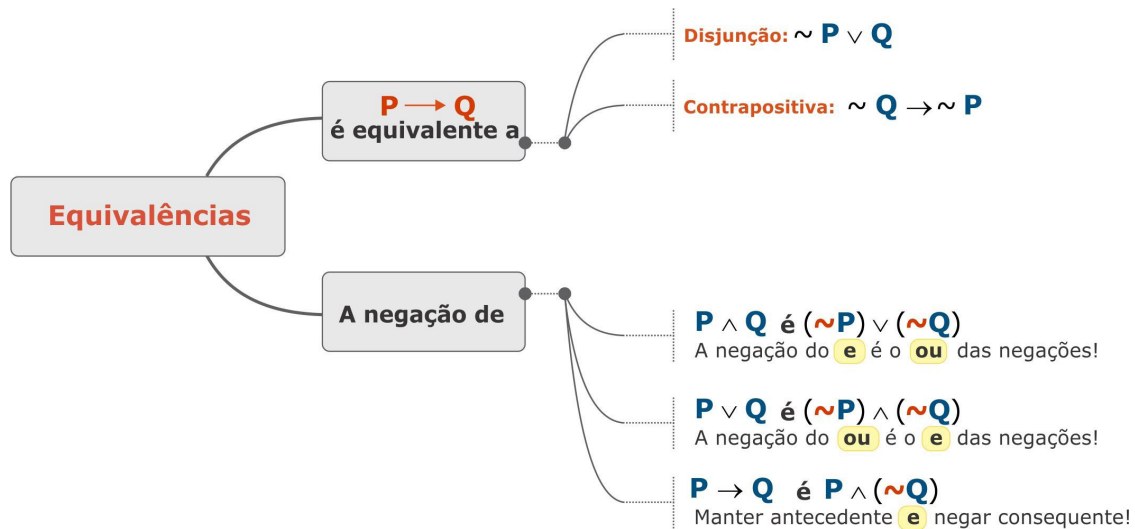 Equivalências
P → Q
é equivalente a
Disjunção: ~ P ∨ Q
Contrapositiva: ~ Q → ~ P
A negação de
P ∧ Q é (~P) ∨ (~Q)
A negação do e é o ou das negações!
P ∨ Q é (~P) ∧ (~Q)
A negação do ou é o e das negações!
P → Q é P ∧ (~Q)
Manter antecedente e negar consequente!